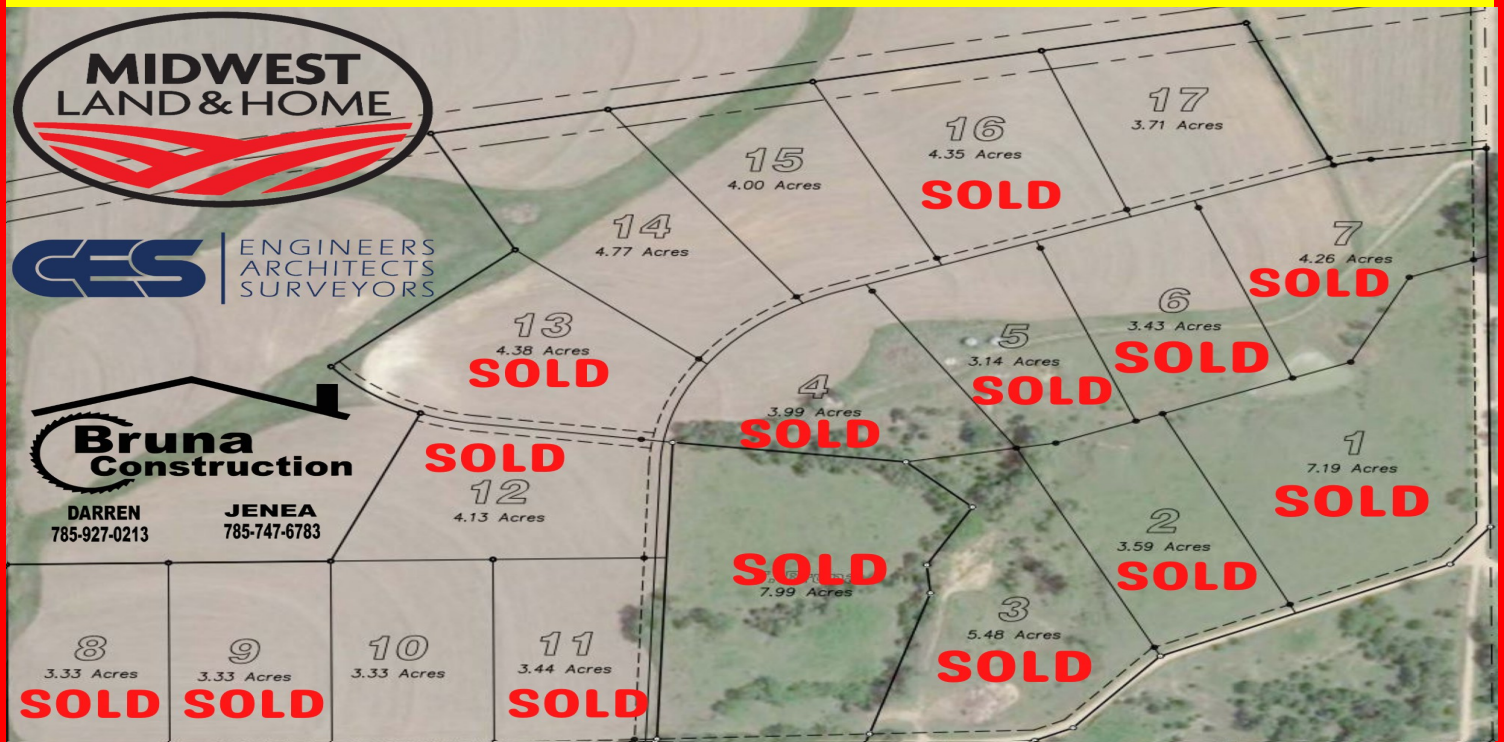 MIDWEST
LAND & HOME
CES
ENGINEERS
ARCHITECTS
SURVEYORS
Bruna
Construction
DARREN
785-927-0213
JENEA
785-747-6783
17
3.71 Acres
16
4.35 Acres
SOLD
15
4.00 Acres
14
4.77 Acres
13
4.38 Acres
SOLD
7
4.26 Acres
SOLD
6
3.43 Acres
SOLD
5
3.14 Acres
SOLD
4
3.99 Acres
SOLD
SOLD
12
4.13 Acres
1
7.19 Acres
SOLD
2
3.59 Acres
SOLD
SOLD
7.99 Acres
3
5.48 Acres
SOLD
8
3.33 Acres
SOLD
9
3.33 Acres
SOLD
10
3.33 Acres
11
3.44 Acres
SOLD